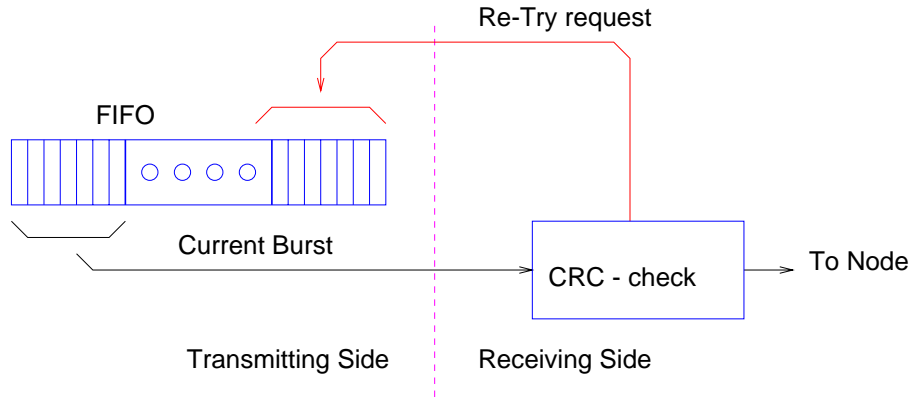 Re-Try request
FIFO
Current Burst
CRC - check
To Node
Transmitting Side
Receiving Side